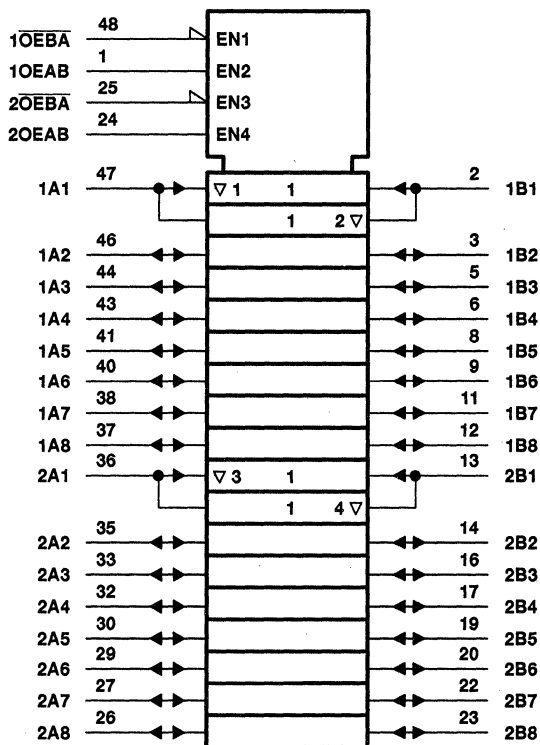 1O̅E̅B̅A̅ 48 EN1
1OEAB 1 EN2
2O̅E̅B̅A̅ 25 EN3
2OEAB 24 EN4
1A1 47 ▽ 1 1 2 1B1
1 2 ▽
1A2 46 3 1B2
1A3 44 5 1B3
1A4 43 6 1B4
1A5 41 8 1B5
1A6 40 9 1B6
1A7 38 11 1B7
1A8 37 12 1B8
2A1 36 ▽ 3 1 13 2B1
1 4 ▽
2A2 35 14 2B2
2A3 33 16 2B3
2A4 32 17 2B4
2A5 30 19 2B5
2A6 29 20 2B6
2A7 27 22 2B7
2A8 26 23 2B8